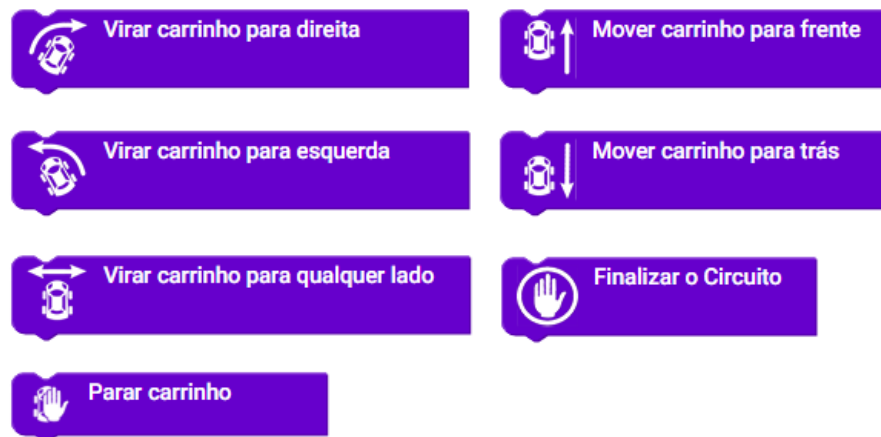 Virar carrinho para direita
Mover carrinho para frente
Virar carrinho para esquerda
Mover carrinho para trás
Virar carrinho para qualquer lado
Finalizar o Circuito
Parar carrinho